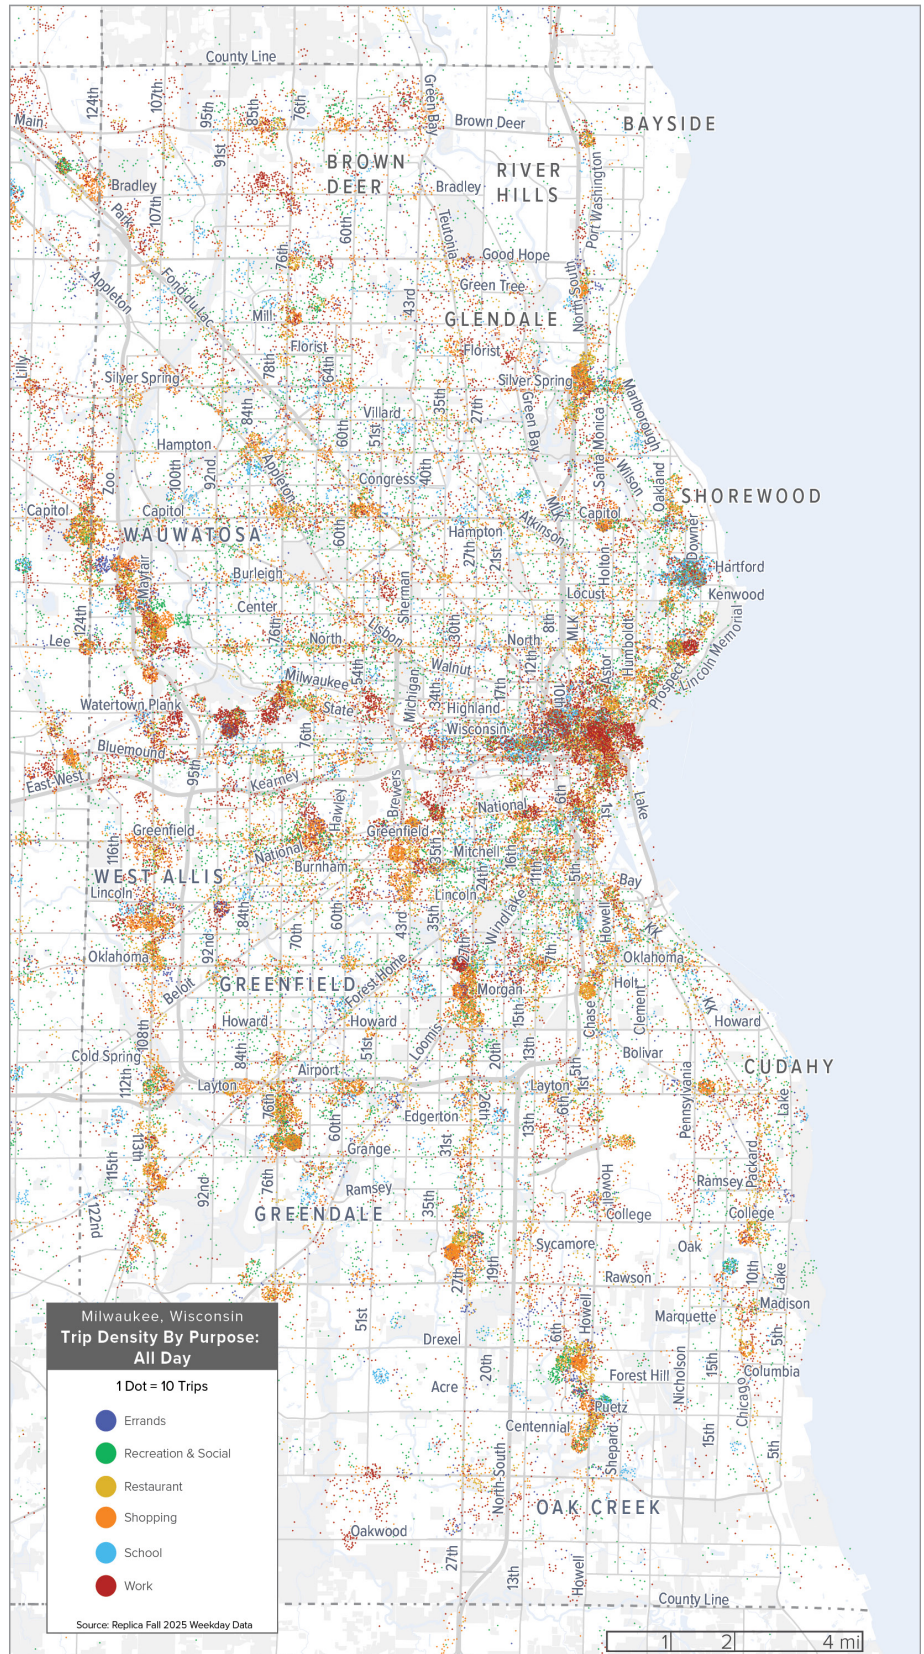 County Line
124th
107th
95th
85th
76th
Green Bay
Main
91st
Brown Deer
BAYSIDE
BROWN
DEER
RIVER
HILLS
Bradley
Bradley
Park
107th
60th
Teutonia
Port Washington
76th
Good Hope
Appleton
Fond du Lac
Green Tree
North-South
43rd
Mill
GLENDALE
Florist
Florist
Lilly
78th
64th
Silver Spring
Silver Spring
Marlborough
84th
Villard
35th
27th
Green Bay
Santa Monica
60th
51st
Hampton
Zoo
100th
92nd
Appleton
Congress
40th
Wilson
Oakland
SHOREWOOD
Capitol
Capitol
MLK
Capitol
Downer
WAUWATOSA
60th
Hampton
Atkinson
27th
21st
Holton
Hartford
Mayfair
Burleigh
Sherman
Locust
Kenwood
124th
Center
76th
Lisbon
30th
8th
MLK
Humboldt
Lee
North
North
12th
Astor
Prospect
Lincoln Memorial
Milwaukee
54th
Walnut
Michigan
34th
17th
10th
Watertown Plank
State
Highland
76th
Wisconsin
Bluemound
95th
East-West
Kearney
Brewers
6th
1st
Lake
National
Greenfield
116th
Hawley
Greenfield
35th
Mitchell
16th
National
Burnham
24th
11th
5th
WEST ALLIS
Lincoln
84th
60th
43rd
35th
Lincoln
Windlake
Bay
Howell
92nd
70th
27th
7th
KK
Oklahoma
Oklahoma
Beloit
GREENFIELD
Forest Home
Morgan
Holt
15th
Chase
Clement
KK
108th
Howard
Howard
Howard
84th
51st
Loomis
20th
13th
Cold Spring
Bolivar
CUDAHY
112th
Airport
5th
Layton
Layton
1st
Pennsylvania
Lake
76th
60th
26th
6th
Edgerton
13th
113th
31st
Grange
115th
Packard
92nd
76th
Ramsey
Howell
Ramsey
122nd
35th
GREENDALE
College
College
Sycamore
Oak
19th
27th
10th
Lake
Rawson
Madison
51st
Howell
Marquette
6th
5th
Drexel
20th
Nicholson
15th
Forest Hill
Columbia
Acre
Chicago
Puetz
Centennial
Shepard
15th
5th
North-South
OAK CREEK
Oakwood
27th
13th
Howell
County Line
Milwaukee, Wisconsin
Trip Density By Purpose:
All Day
1 Dot = 10 Trips
Errands
Recreation & Social
Restaurant
Shopping
School
Work
Source: Replica Fall 2025 Weekday Data
1
2
4 mi